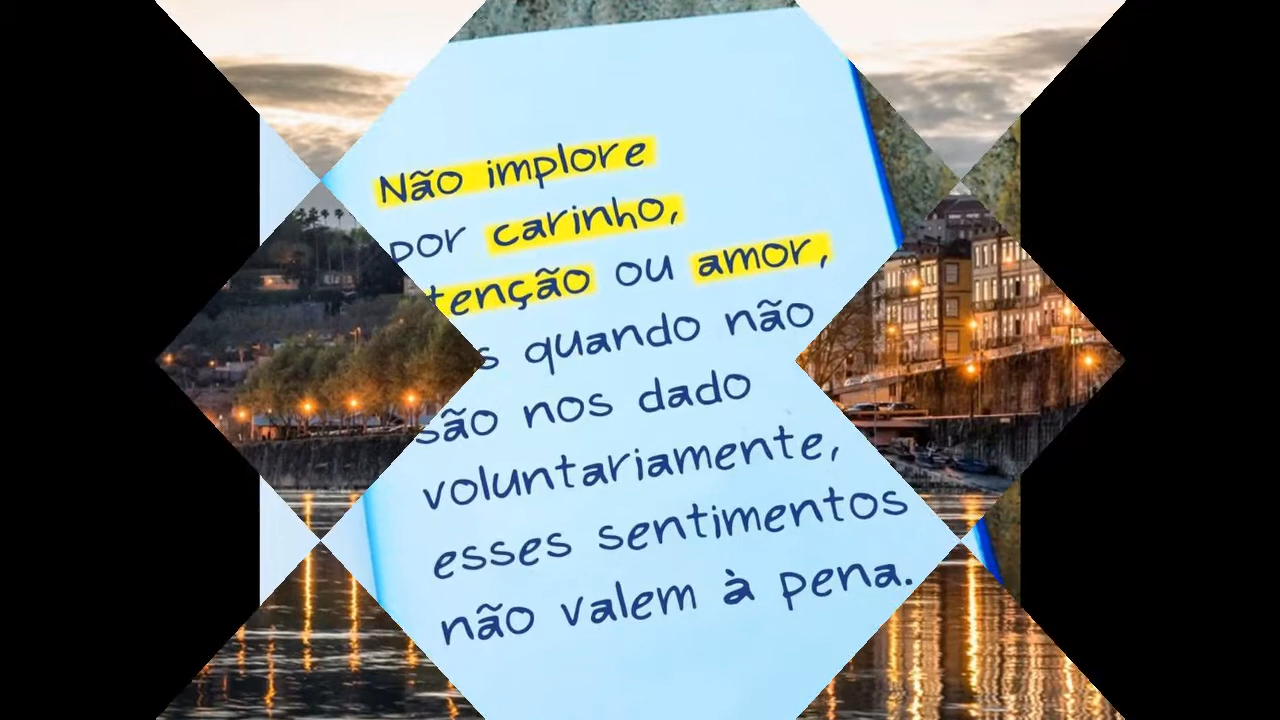 Não implore
por carinho,
tenção ou amor,
s quando não
são nos dado
voluntariamente,
esses sentimentos
não valem à pena.